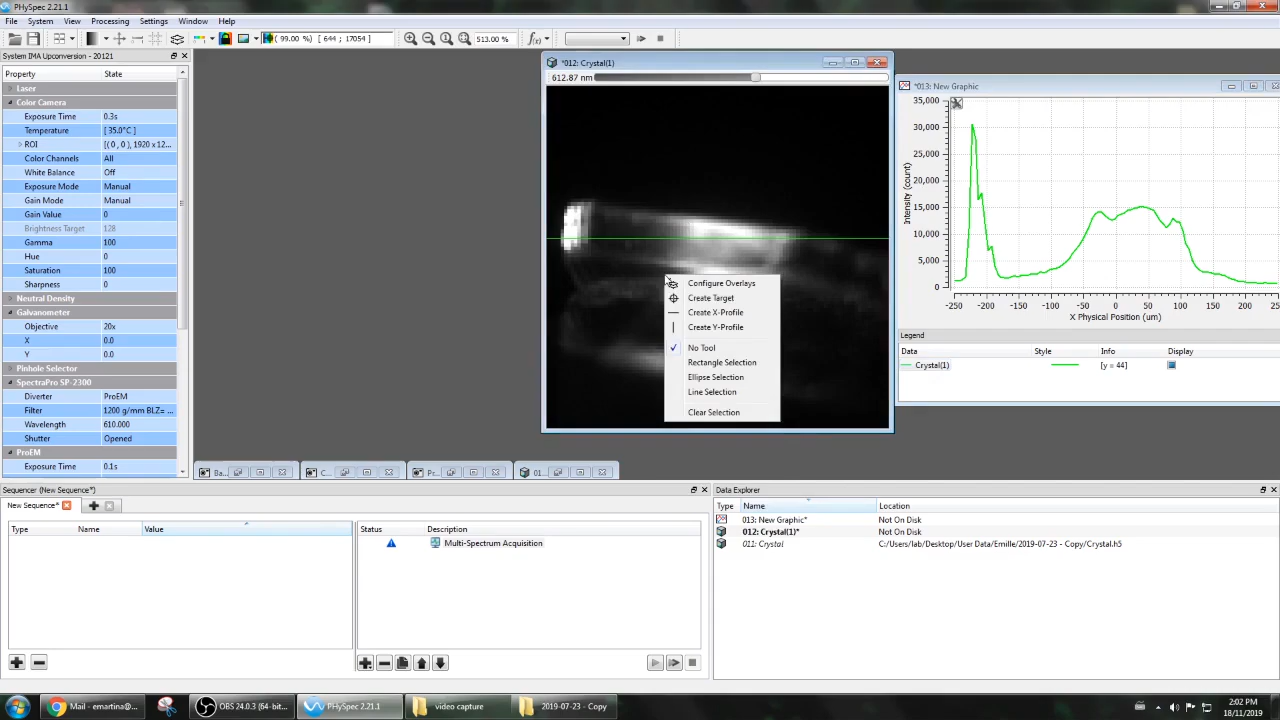 PHySpec 2.21.1
File System View Processing Settings Window Help
( 99.00 %) [ 644 ; 17054 ]
513.00 %
System IMA Upconversion - 20121
Property State
Laser
Color Camera
Exposure Time 0.3s
Temperature [ 35.0°C ]
ROI [( 0 , 0 ), 1920 x 12...
Color Channels All
White Balance Off
Exposure Mode Manual
Gain Mode Manual
Gain Value 0
Brightness Target 128
Gamma 100
Hue 0
Saturation 100
Sharpness 0
Neutral Density
Galvanometer
Objective 20x
X 0.0
Y 0.0
Pinhole Selector
SpectraPro SP-2300
Diverter ProEM
Filter 1200 g/mm BLZ= ...
Wavelength 610.000
Shutter Opened
ProEM
Exposure Time 0.1s
*012: Crystal(1)
612.87 nm
Configure Overlays
Create Target
Create X-Profile
Create Y-Profile
No Tool
Rectangle Selection
Ellipse Selection
Line Selection
Clear Selection
*013: New Graphic
35,000
30,000
25,000
20,000
15,000
10,000
5,000
0
Intensity (count)
-250 -200 -150 -100 -50 0 50 100 150 200 250
X Physical Position (um)
Legend
Data Style Info Display
Crystal(1) [y = 44]
Ba...
C...
Pr...
01...
Sequencer (New Sequence*)
New Sequence*
Type Name Value
Status Description
Multi-Spectrum Acquisition
Data Explorer
Type Name Location
013: New Graphic* Not On Disk
012: Crystal(1)* Not On Disk
011: Crystal C:/Users/lab/Desktop/User Data/Emille/2019-07-23 - Copy/Crystal.h5
Mail - emartina@...
OBS 24.0.3 (64-bit...
PHySpec 2.21.1
video capture
2019-07-23 - Copy
2:02 PM
18/11/2019